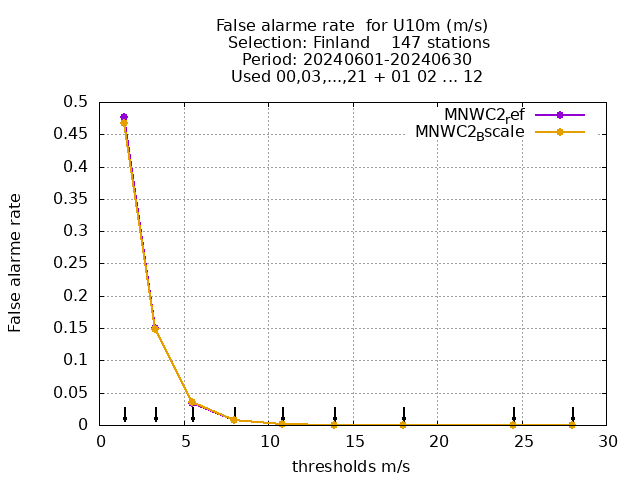 False alarme rate  for U10m (m/s)
Selection: Finland    147 stations
Period: 20240601-20240630
Used 00,03,...,21 + 01 02 ... 12
MNWC2ref
MNWC2Bscale
0.5
0.45
0.4
0.35
0.3
0.25
0.2
0.15
0.1
0.05
0
False alarme rate
0 5 10 15 20 25 30
thresholds m/s